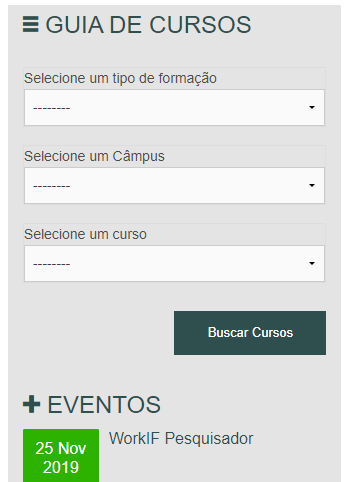 GUIA DE CURSOS
Selecione um tipo de formação
--------
Selecione um Câmpus
--------
Selecione um curso
--------
Buscar Cursos
EVENTOS
25 Nov
2019
WorkIF Pesquisador